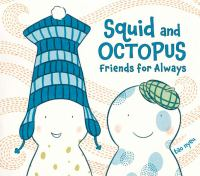 Squid and
OCTOPUS
Friends for Always
tao nyeu